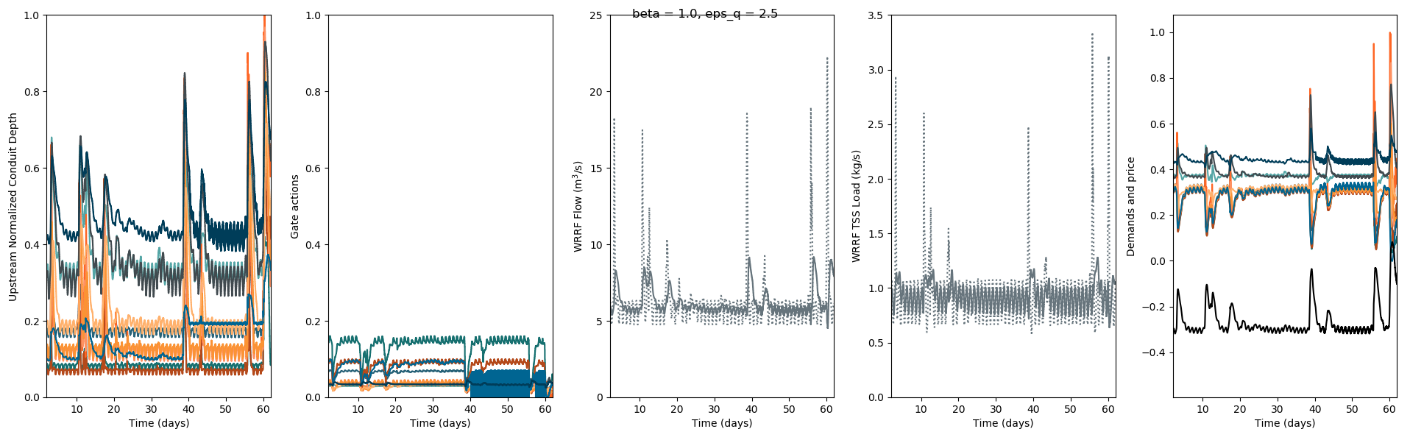 beta = 1.0, eps_q = 2.5
Upstream Normalized Conduit Depth
0.0
0.2
0.4
0.6
0.8
1.0
10 20 30 40 50 60
Time (days)
Gate actions
0.0
0.2
0.4
0.6
0.8
1.0
10 20 30 40 50 60
Time (days)
WRRF Flow (m³/s)
0
5
10
15
20
25
10 20 30 40 50 60
Time (days)
WRRF TSS Load (kg/s)
0.0
0.5
1.0
1.5
2.0
2.5
3.0
3.5
10 20 30 40 50 60
Time (days)
Demands and price
−0.4
−0.2
0.0
0.2
0.4
0.6
0.8
1.0
10 20 30 40 50 60
Time (days)